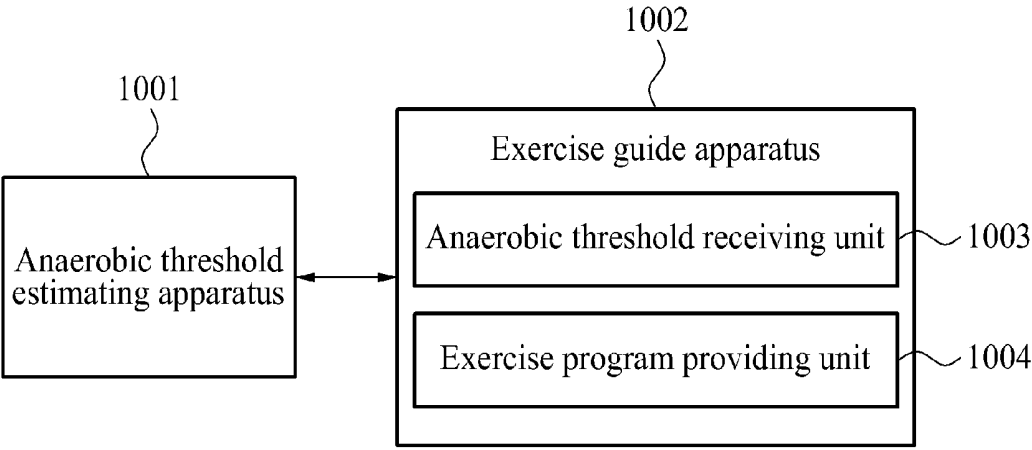 1002
1001
Exercise guide apparatus
Anaerobic threshold
estimating apparatus
Anaerobic threshold receiving unit
1003
Exercise program providing unit
1004